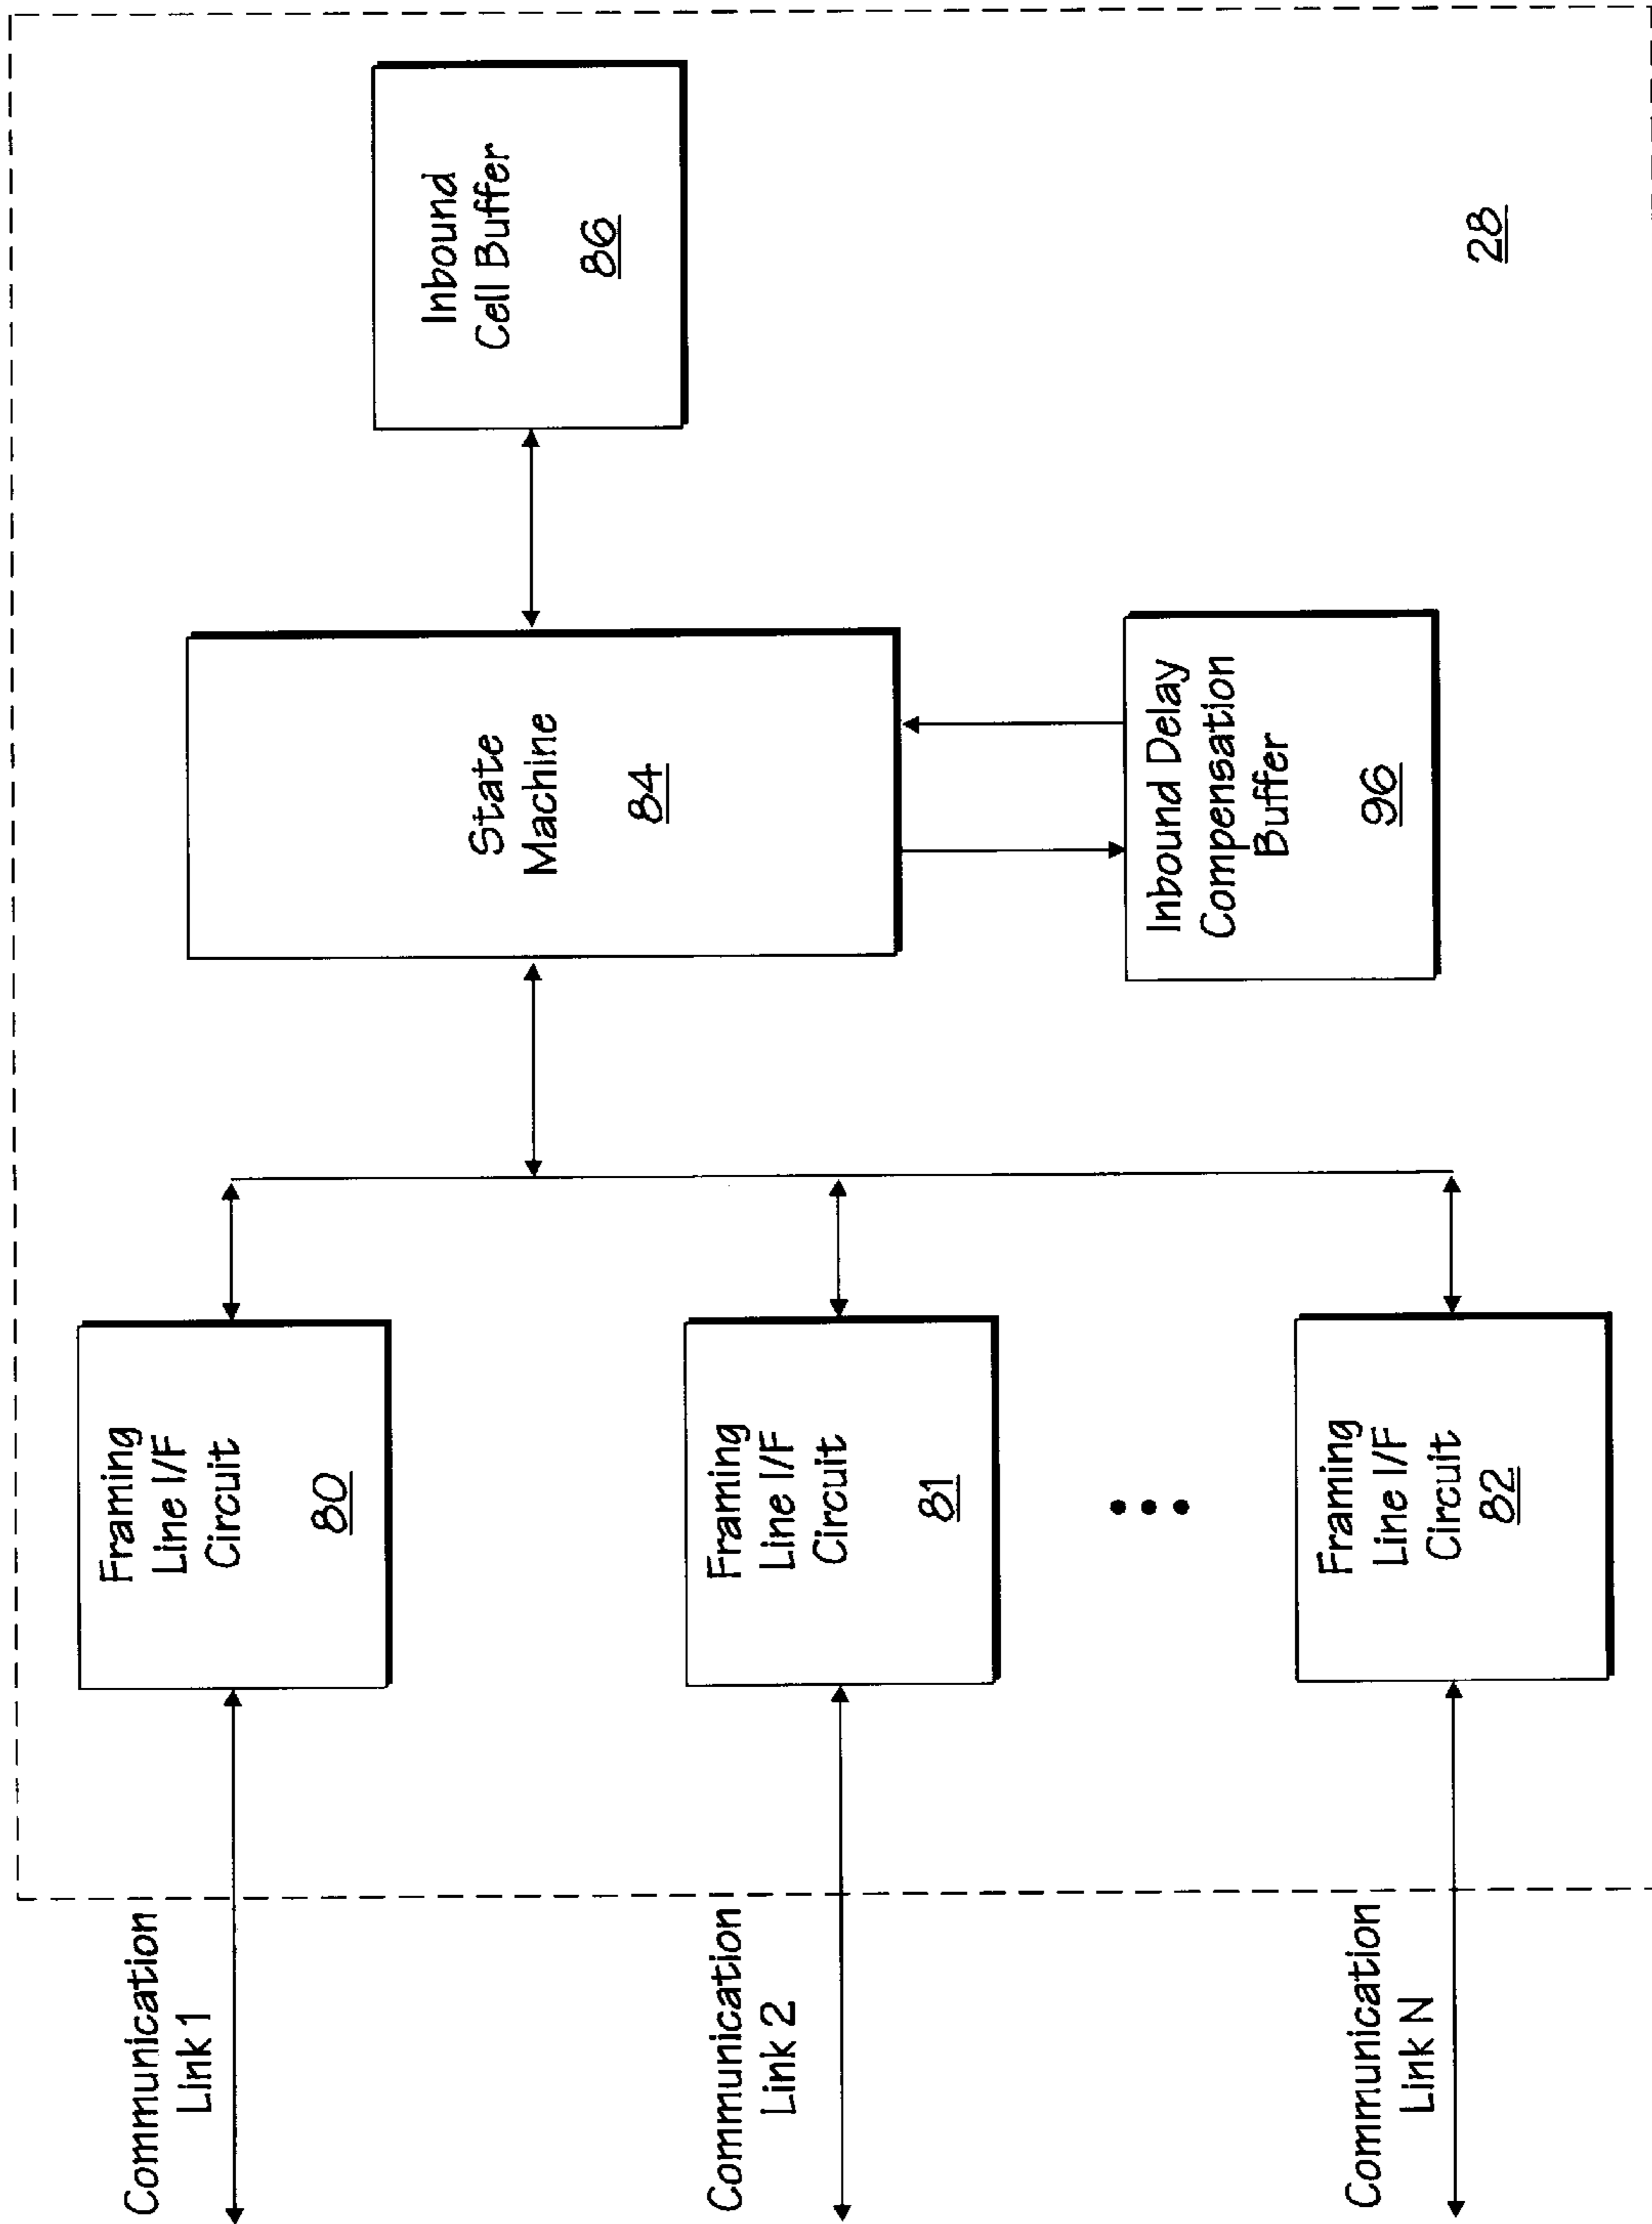 Communication
Link 1
Framing
Line I/F
Circuit
80
Communication
Link 2
Framing
Line I/F
Circuit
81
Communication
Link N
Framing
Line I/F
Circuit
82
State
Machine
84
Inbound Delay
Compensation
Buffer
96
Inbound
Cell Buffer
86
28